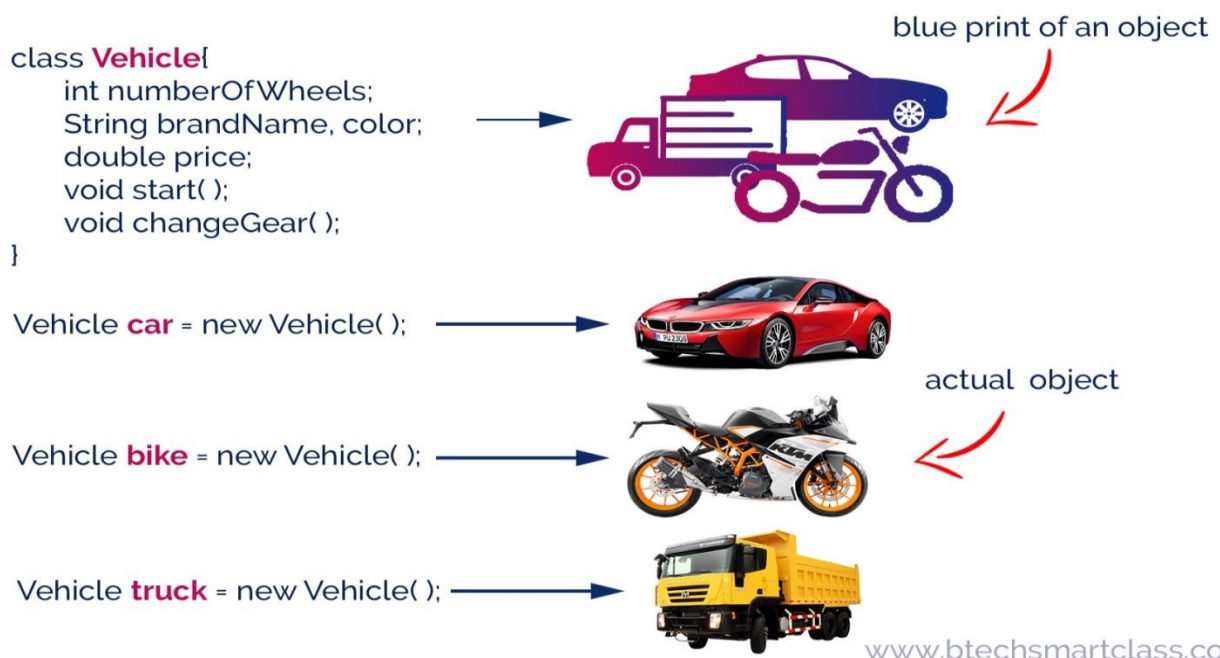 blue print of an object
class Vehicle{
int numberOfWheels;
String brandName, color;
double price;
void start( );
void changeGear( );
}
Vehicle car = new Vehicle( );
actual object
Vehicle bike = new Vehicle( );
KTM
Vehicle truck = new Vehicle( );
www.btechsmartclass.co